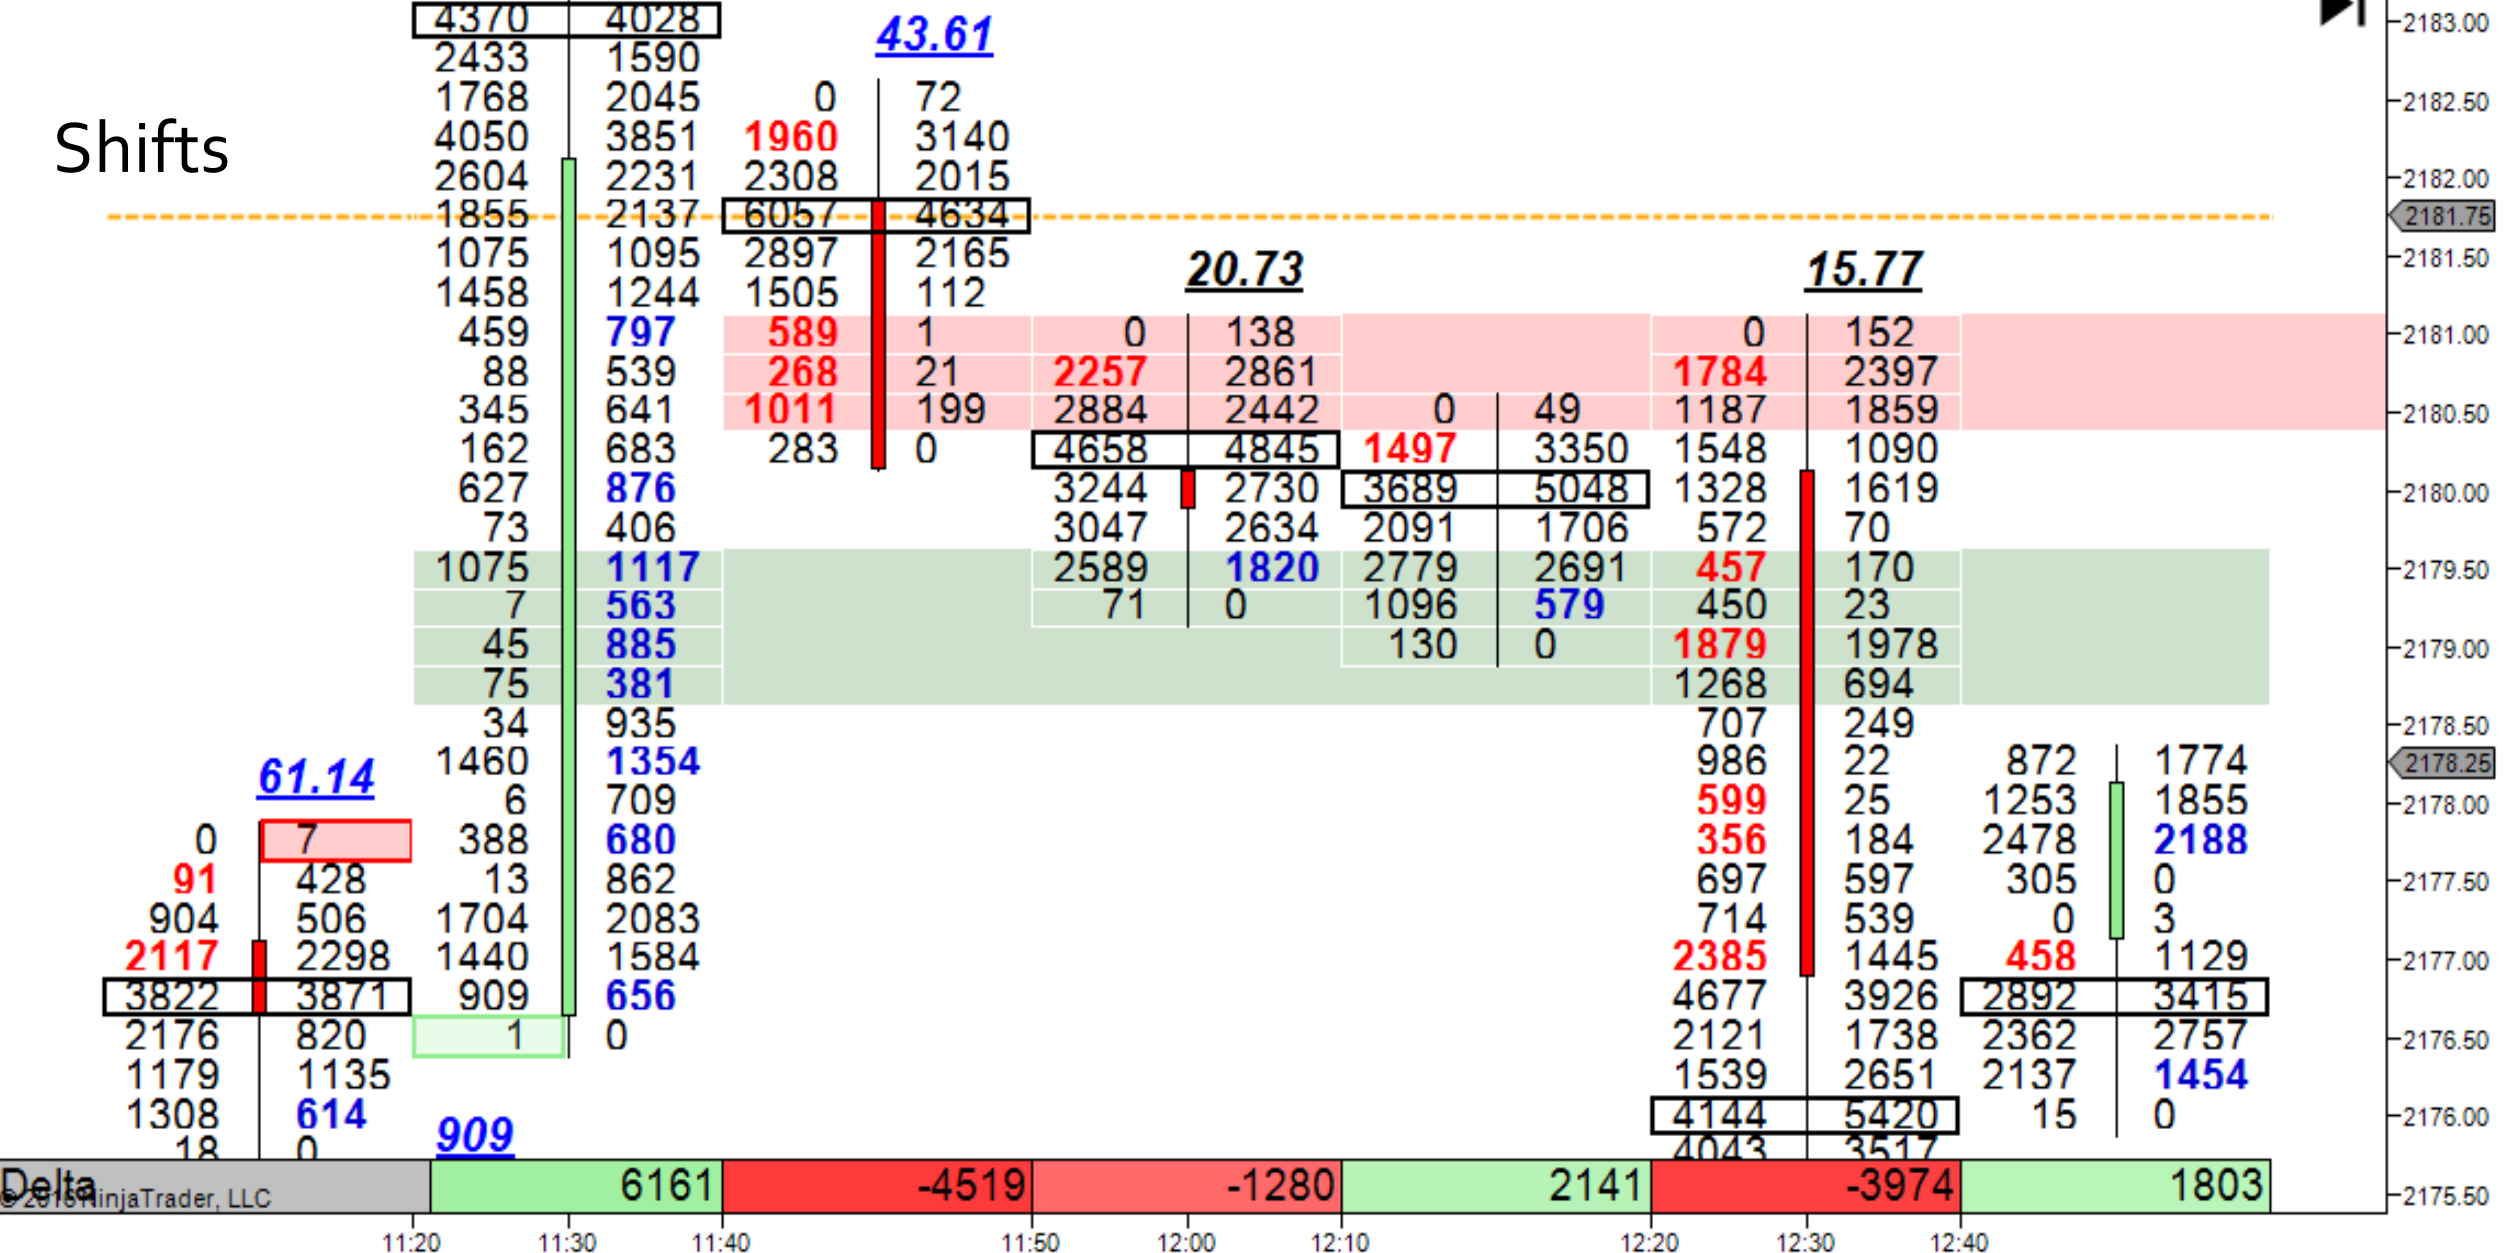 4370 4028 2183.00
43.61
2433 1590
1768 2045 0 72 2182.50
Shifts
4050 3851 1960 3140
2604 2231 2308 2015 2182.00
1855 2137 6057 4634 2181.75
1075 1095 2897 2165 2181.50
20.73 15.77
1458 1244 1505 112
459 797 589 1 0 138 0 152 2181.00
88 539 268 21 2257 2861 1784 2397
345 641 1011 199 2884 2442 0 49 1187 1859 2180.50
162 683 283 0 4658 4845 1497 3350 1548 1090
627 876 3244 2730 3689 5048 1328 1619 2180.00
73 406 3047 2634 2091 1706 572 70
1075 1117 2589 1820 2779 2691 457 170 2179.50
7 563 71 0 1096 579 450 23
45 885 130 0 1879 1978 2179.00
75 381 1268 694
34 935 707 249 2178.50
1460 1354 986 22 872 1774 2178.25
61.14
6 709 599 25 1253 1855 2178.00
0 7 388 680 356 184 2478 2188
91 428 13 862 697 597 305 0 2177.50
904 506 1704 2083 714 539 0 3
2117 2298 1440 1584 2385 1445 458 1129 2177.00
3822 3871 909 656 4677 3926 2892 3415
2176 820 1 0 2121 1738 2362 2757 2176.50
1179 1135 1539 2651 2137 1454
1308 614 4144 5420 15 0 2176.00
909
18 0 4043 3517
Delta 6161 -4519 -1280 2141 -3974 1803 2175.50
© 2016 NinjaTrader, LLC
11:20 11:30 11:40 11:50 12:00 12:10 12:20 12:30 12:40